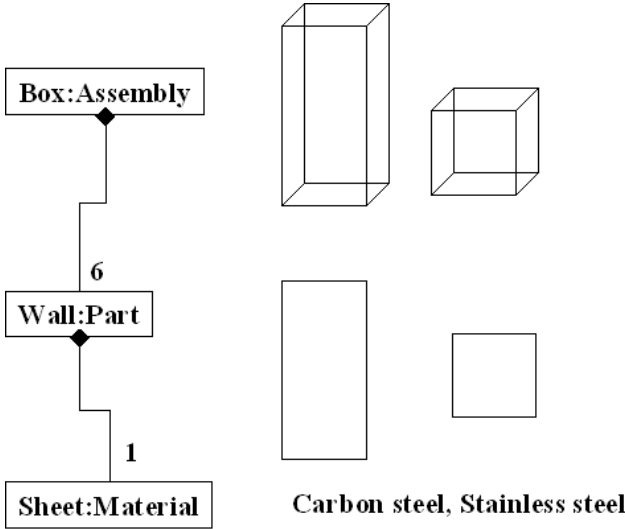 Box:Assembly
6
Wall:Part
1
Sheet:Material
Carbon steel, Stainless steel